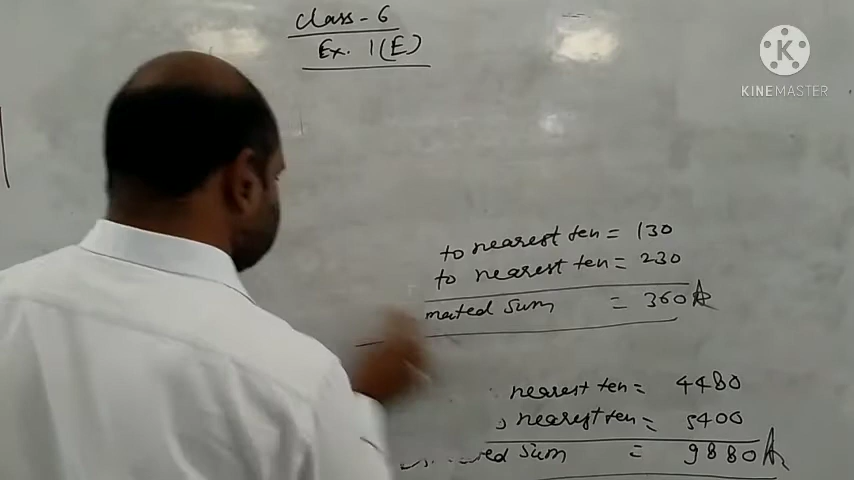 Class - 6
Ex. 1(E)
K
KINEMASTER
to nearest ten = 130
to nearest ten = 230
mated sum = 360 A
nearest ten = 4480
nearest ten = 5400
ed sum = 9880 A